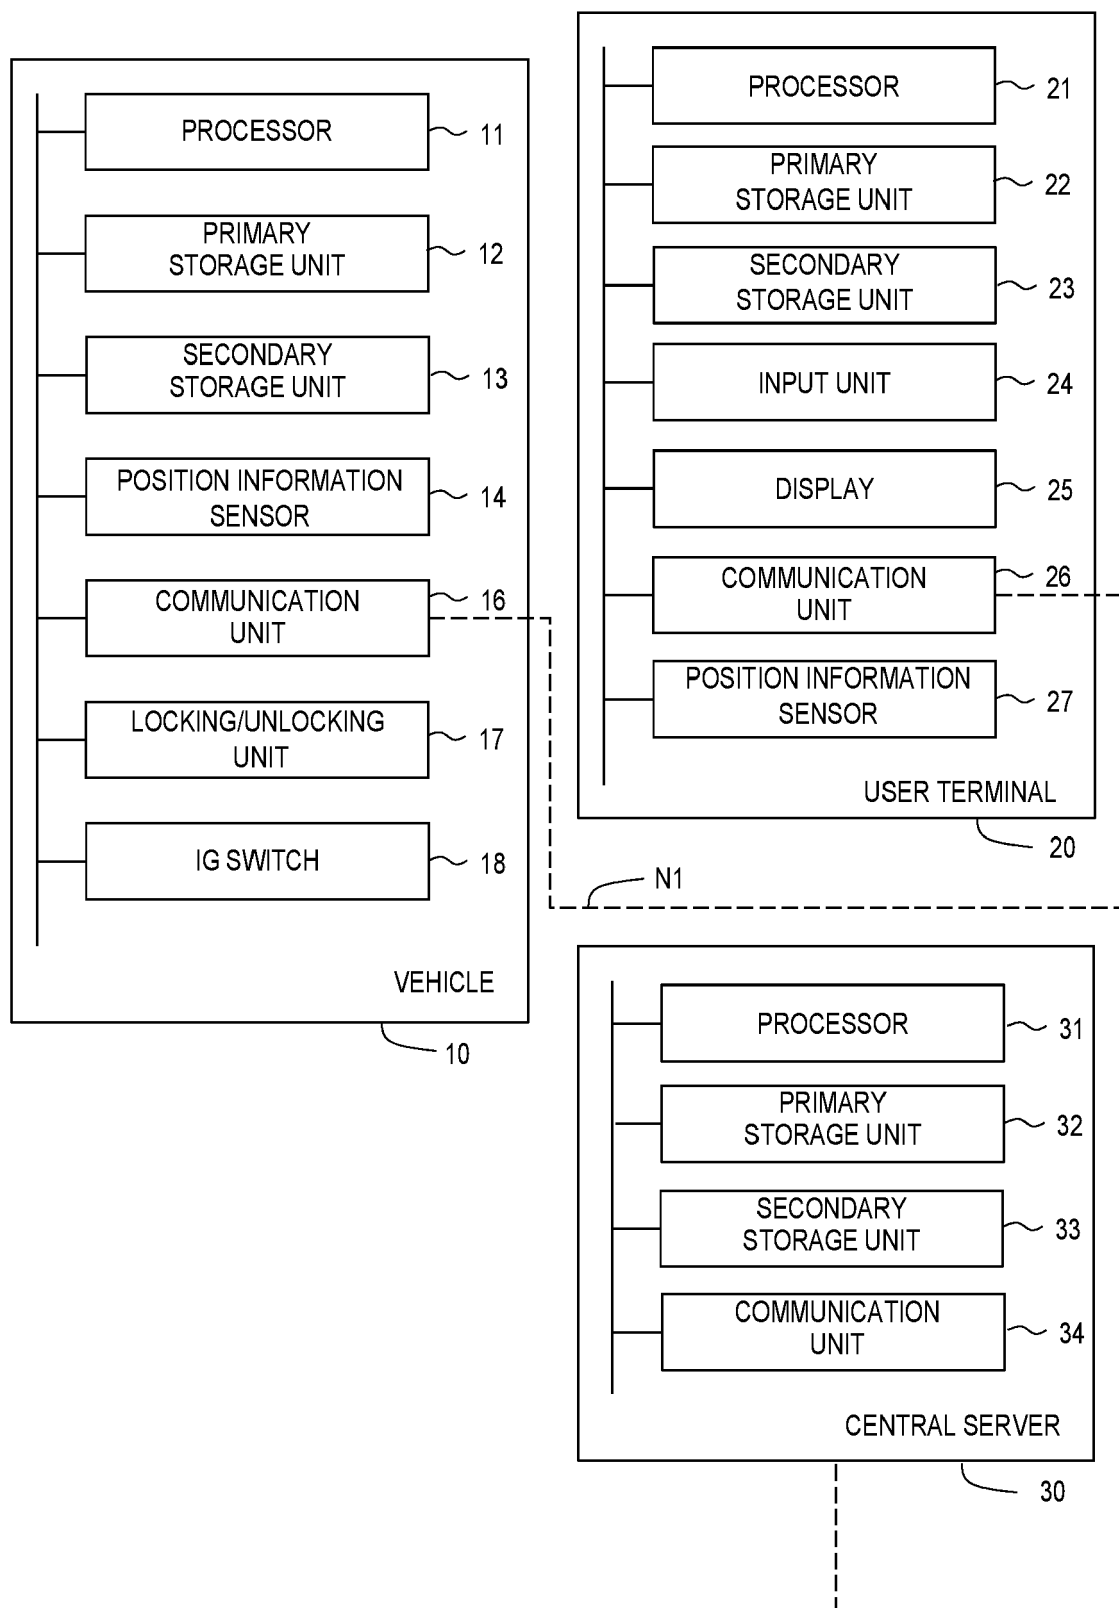 PROCESSOR
11
PRIMARY
STORAGE UNIT
12
SECONDARY
STORAGE UNIT
13
POSITION INFORMATION
SENSOR
14
COMMUNICATION
UNIT
16
LOCKING/UNLOCKING
UNIT
17
IG SWITCH
18
VEHICLE
10
PROCESSOR
21
PRIMARY
STORAGE UNIT
22
SECONDARY
STORAGE UNIT
23
INPUT UNIT
24
DISPLAY
25
COMMUNICATION
UNIT
26
POSITION INFORMATION
SENSOR
27
USER TERMINAL
20
N1
PROCESSOR
31
PRIMARY
STORAGE UNIT
32
SECONDARY
STORAGE UNIT
33
COMMUNICATION
UNIT
34
CENTRAL SERVER
30